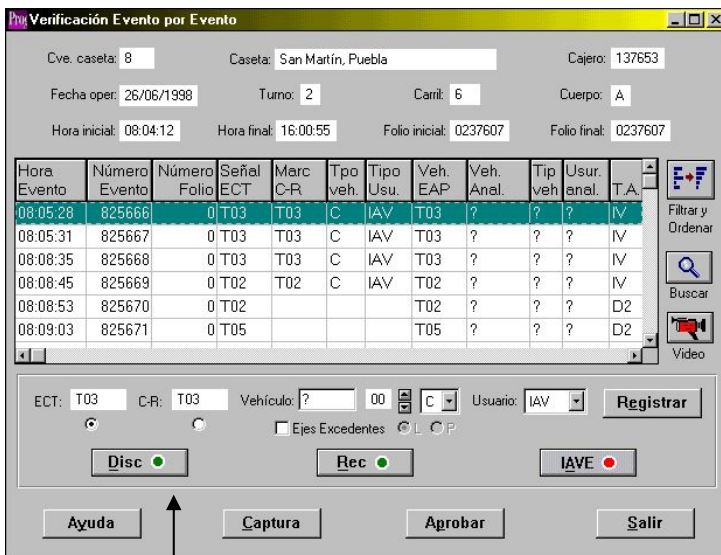 Prog Verificación Evento por Evento
Cve. caseta: 8 Caseta: San Martín, Puebla Cajero: 137653
Fecha oper: 26/06/1998 Turno: 2 Carril: 6 Cuerpo: A
Hora inicial: 08:04:12 Hora final: 16:00:55 Folio inicial: 0237607 Folio final: 0237607
Hora Evento Número Evento Número Folio Señal ECT Marc C-R Tpo veh. Tipo Usu. Veh. EAP Veh. Anal. Tip veh Usur. anal. T.A.
08:05:28 825666 0 T03 T03 C IAV T03 ? ? ? IV
08:05:31 825667 0 T03 T03 C IAV T03 ? ? ? IV
08:08:35 825668 0 T03 T03 C IAV T03 ? ? ? IV
08:08:45 825669 0 T02 T02 C IAV T02 ? ? ? IV
08:08:53 825670 0 T02 T02 ? ? ? D2
08:09:03 825671 0 T05 T05 ? ? ? D2
Filtrar y
Ordenar
Buscar
Video
ECT: T03 C-R: T03 Vehículo: ? 00 C Usuario: IAV Registrar
Ejes Excedentes L P
Disc Rec IAVE
Ayuda Captura Aprobar Salir